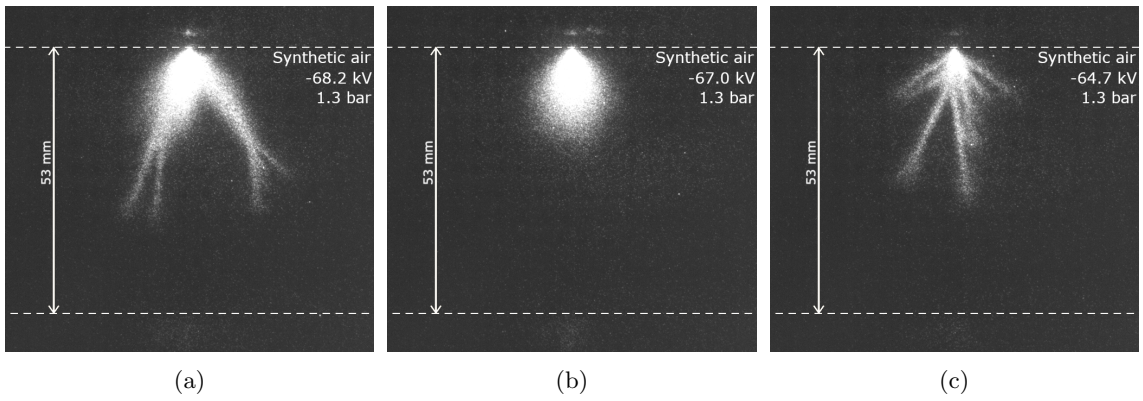 Synthetic air
-68.2 kV
1.3 bar
53 mm
(a)
Synthetic air
-67.0 kV
1.3 bar
53 mm
(b)
Synthetic air
-64.7 kV
1.3 bar
53 mm
(c)